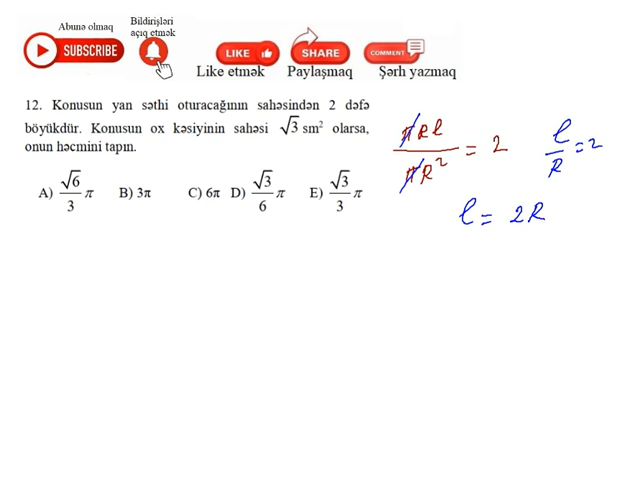 Abunə olmaq
Bildirişləri
açıq etmək
SUBSCRIBE
LIKE
SHARE
COMMENT
Like etmək Paylaşmaq Şərh yazmaq
12. Konusun yan səthi oturacağının sahəsindən 2 dəfə
böyükdür. Konusun ox kəsiyinin sahəsi √3 sm² olarsa,
onun həcmini tapın.
A) √6/3 π B) 3π C) 6π D) √3/6 π E) √3/3 π
πRl/πR² = 2
l/R = 2
l = 2R